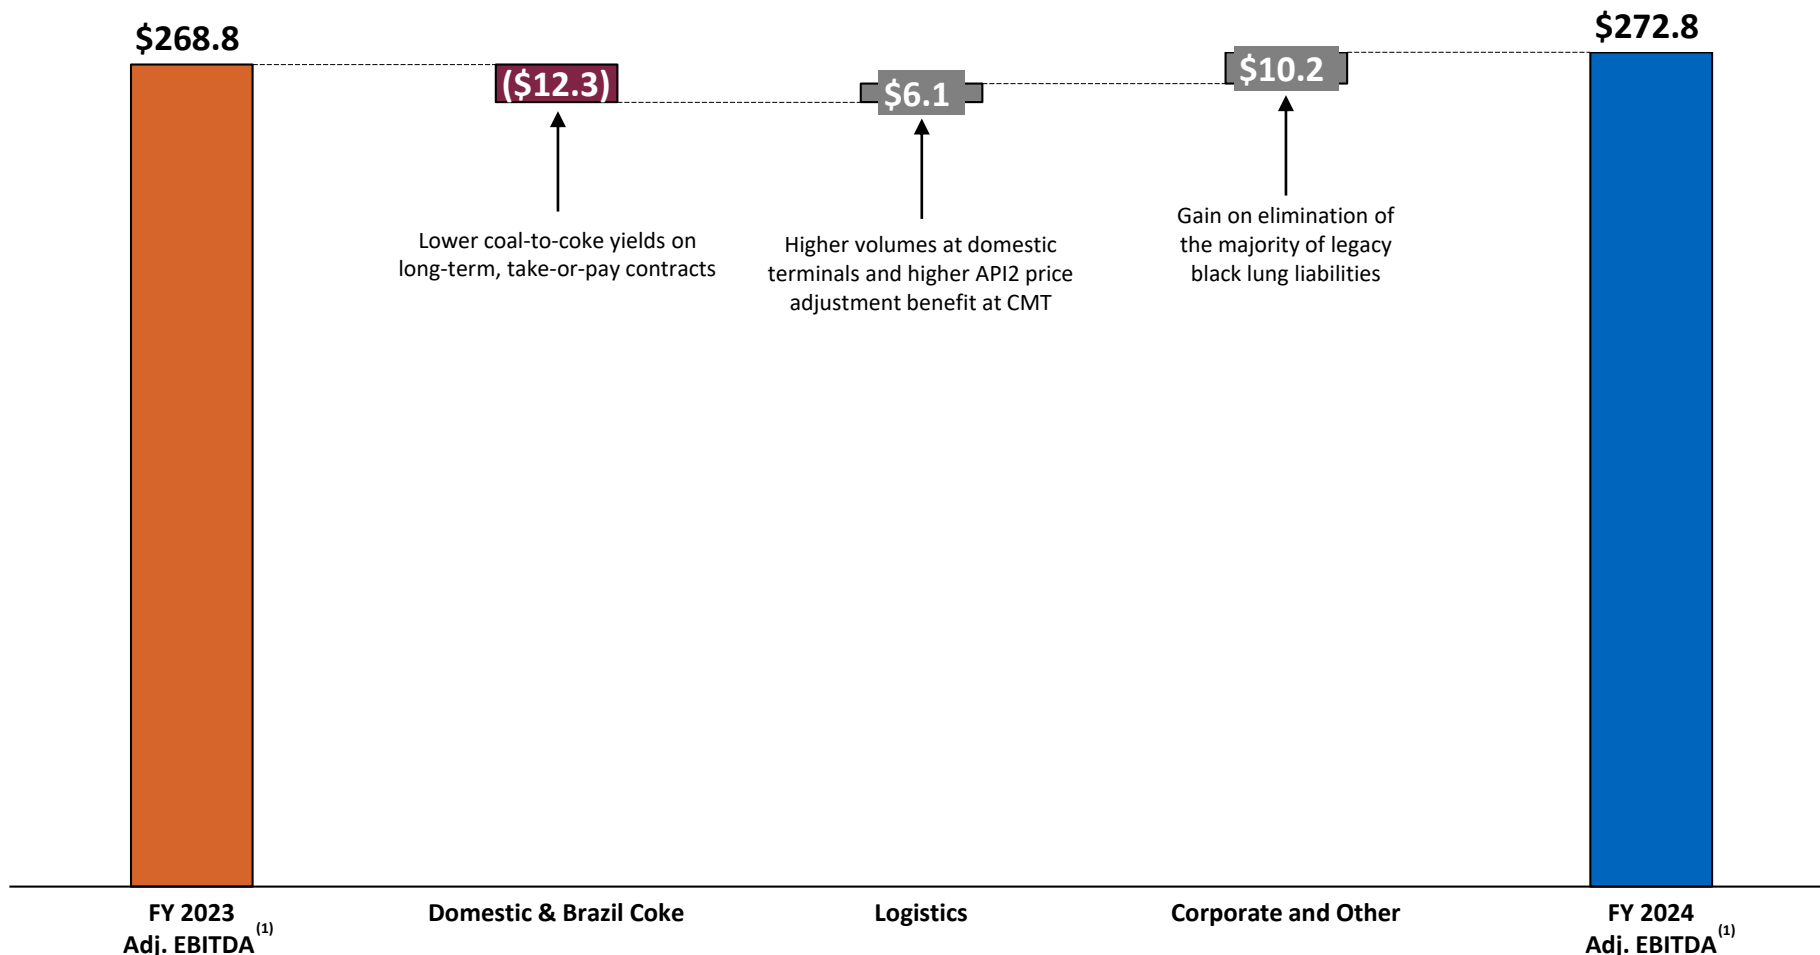 $268.8
($12.3)
$6.1
$10.2
$272.8
Lower coal-to-coke yields on
long-term, take-or-pay contracts
Higher volumes at domestic
terminals and higher API2 price
adjustment benefit at CMT
Gain on elimination of
the majority of legacy
black lung liabilities
FY 2023
Adj. EBITDA(1)
Domestic & Brazil Coke
Logistics
Corporate and Other
FY 2024
Adj. EBITDA(1)